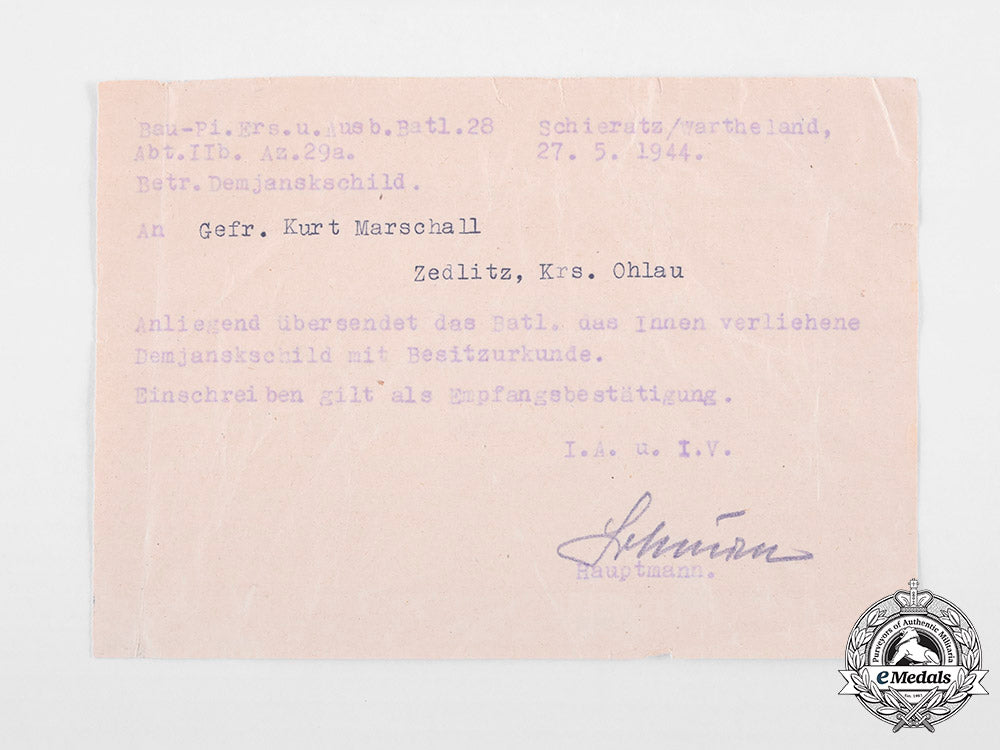 Bau-Pi.Ers.u.Ausb.Batl.28 Schieratz/Wartheland,
Abt.IIb. Az.29a. 27. 5. 1944.
Betr.Demjanskschild.
An Gefr. Kurt Marschall
Zedlitz, Krs. Ohlau
Anliegend übersendet das Batl. das Ihnen verliehene
Demjanskschild mit Besitzurkunde.
Einschreiben gilt als Empfangsbestätigung.
I.A. u. I.V.
Hauptmann.
Purveyors of Authentic Militaria
eMedals